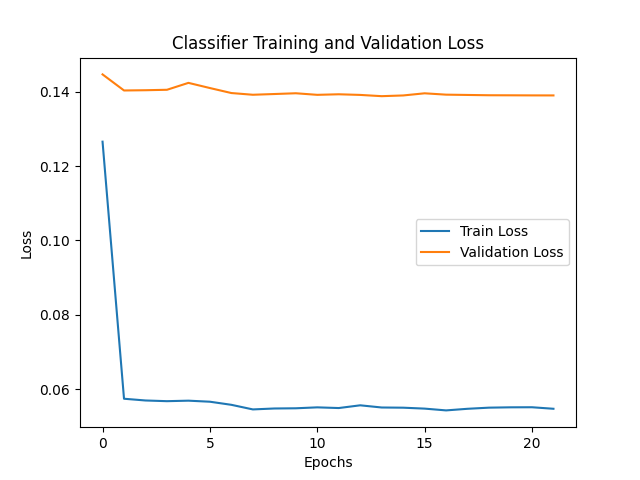 Classifier Training and Validation Loss
0.14
0.12
0.10
0.08
0.06
Loss
Train Loss
Validation Loss
0
5
10
15
20
Epochs